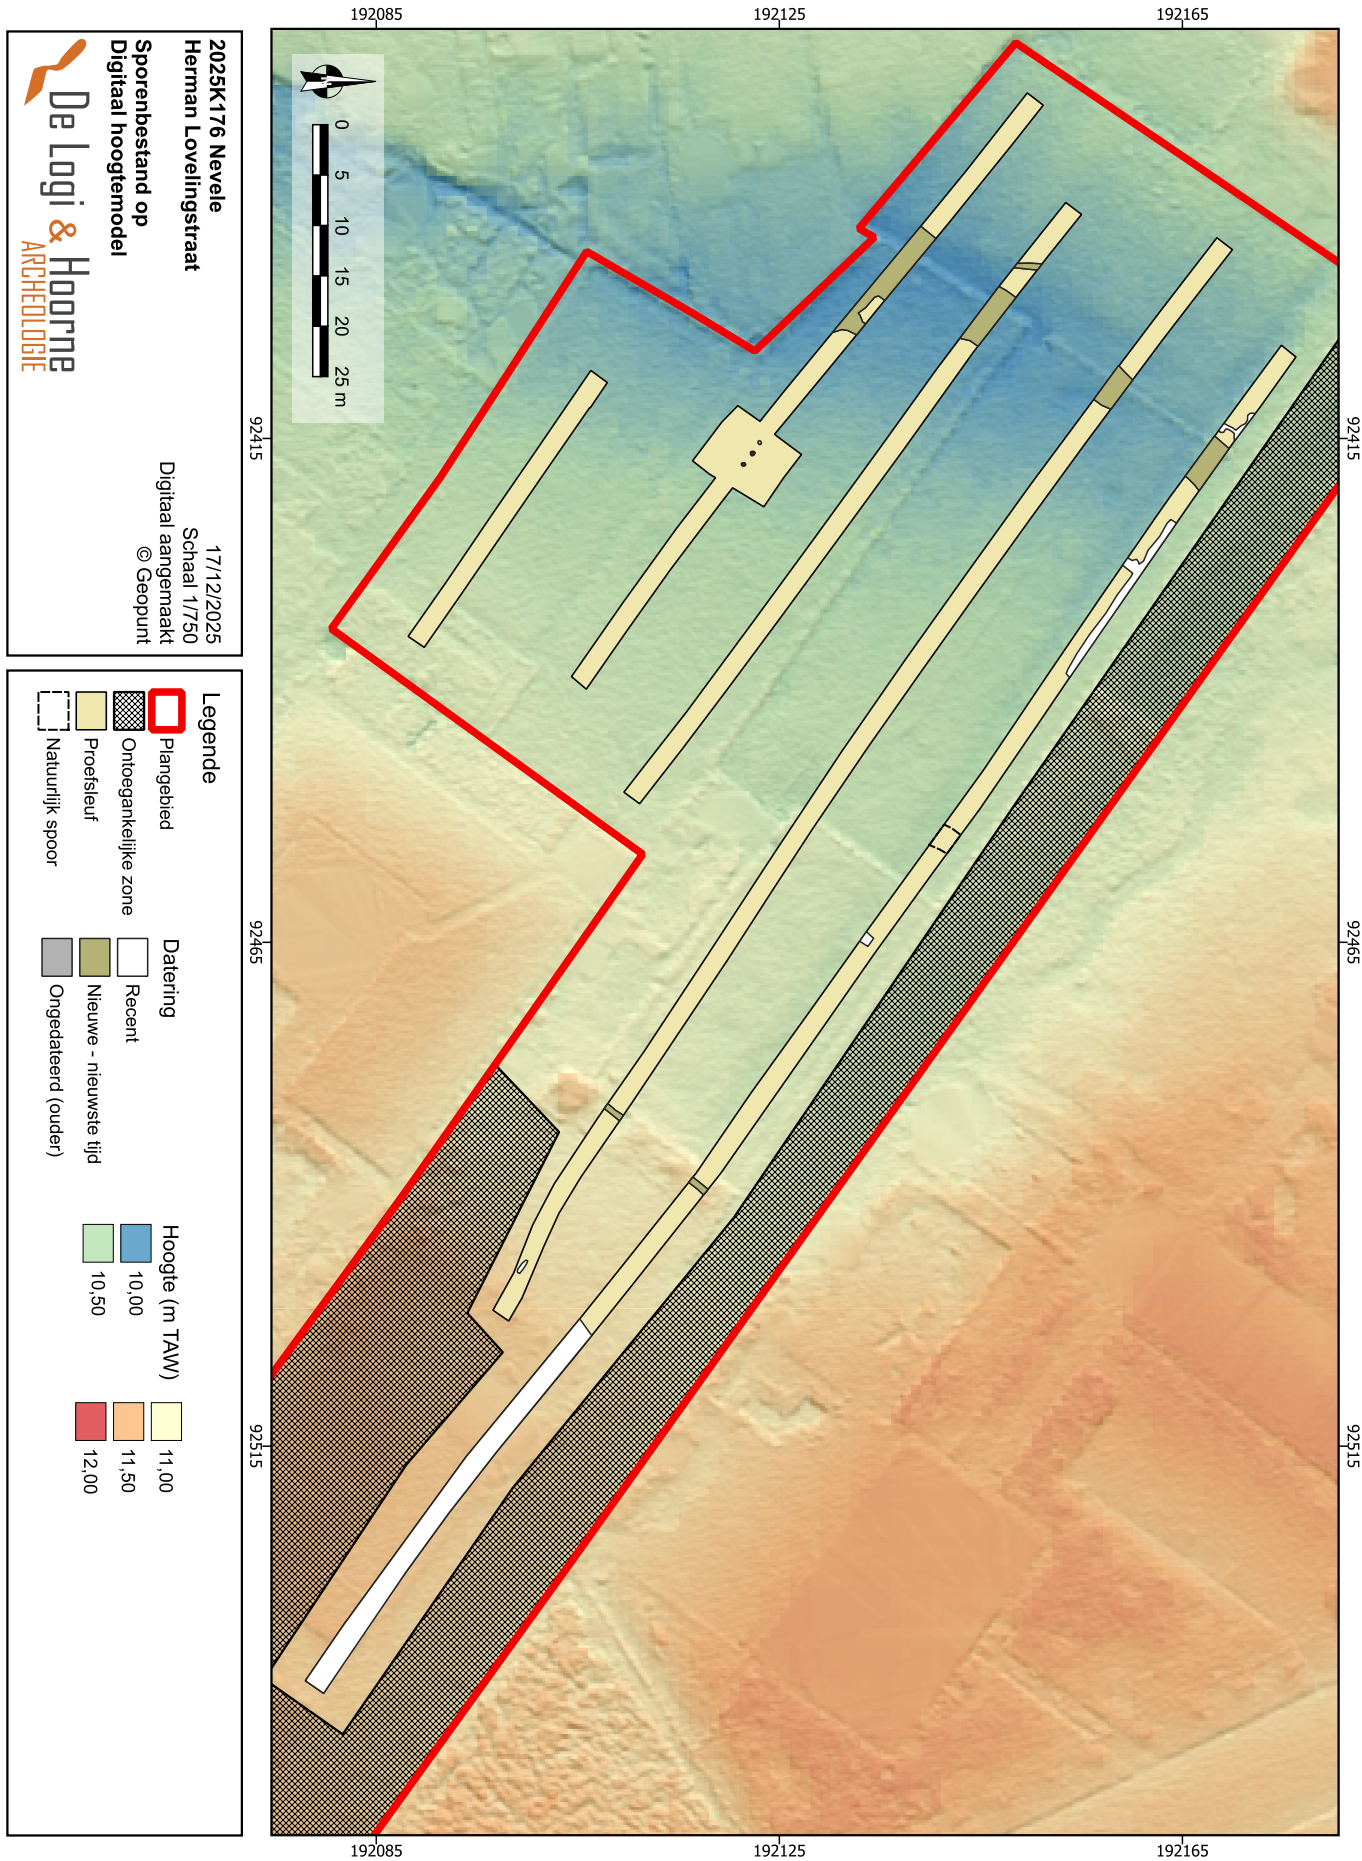 192085
192125
192165
92415
92465
92515
92415
92465
92515
192085
192125
192165
0 5 10 15 20 25 m
2025K176 Nevele
Herman Lovelingstraat
Sporenbestand op
Digitaal hoogtemodel
De Logi & Hoorne
ARCHEOLOGIE
17/12/2025
Schaal 1/750
Digitaal aangemaakt
© Geopunt
Legende
Plangebied
Ontoegankelijke zone
Proefsleuf
Natuurlijk spoor
Datering
Recent
Nieuwe - nieuwste tijd
Ongedateerd (ouder)
Hoogte (m TAW)
10,00
10,50
11,00
11,50
12,00